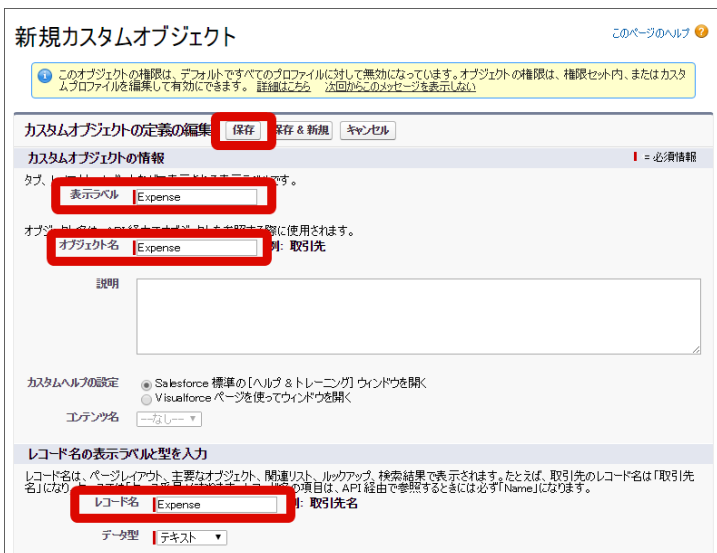 新規カスタムオブジェクト
このページのヘルプ
このオブジェクトの権限は、デフォルトですべてのプロファイルに対して無効になっています。オブジェクトの権限は、権限セット内、またはカスタ
ムプロファイルを編集して有効にできます。 詳細はこちら 次回からこのメッセージを表示しない
カスタムオブジェクトの定義の編集 保存 保存 & 新規 キャンセル
カスタムオブジェクトの情報 = 必須情報
タブ、 す。
表示ラベル Expense
オブジェクト名は、API 経由でオブジェクトを参照する際に使用されます。
オブジェクト名 Expense 例: 取引先
説明
カスタムヘルプの設定 Salesforce 標準の [ヘルプ & トレーニング] ウィンドウを開く
Visualforce ページを使ってウィンドウを開く
コンテンツ名 --なし--
レコード名の表示ラベルと型を入力
レコード名は、ページレイアウト、主要なオブジェクト、関連リスト、ルックアップ、検索結果で表示されます。たとえば、取引先のレコード名は「取引先
名」になり の項目は、API 経由で参照するときには必ず「Name」になります。
レコード名 Expense 例: 取引先名
データ型 テキスト